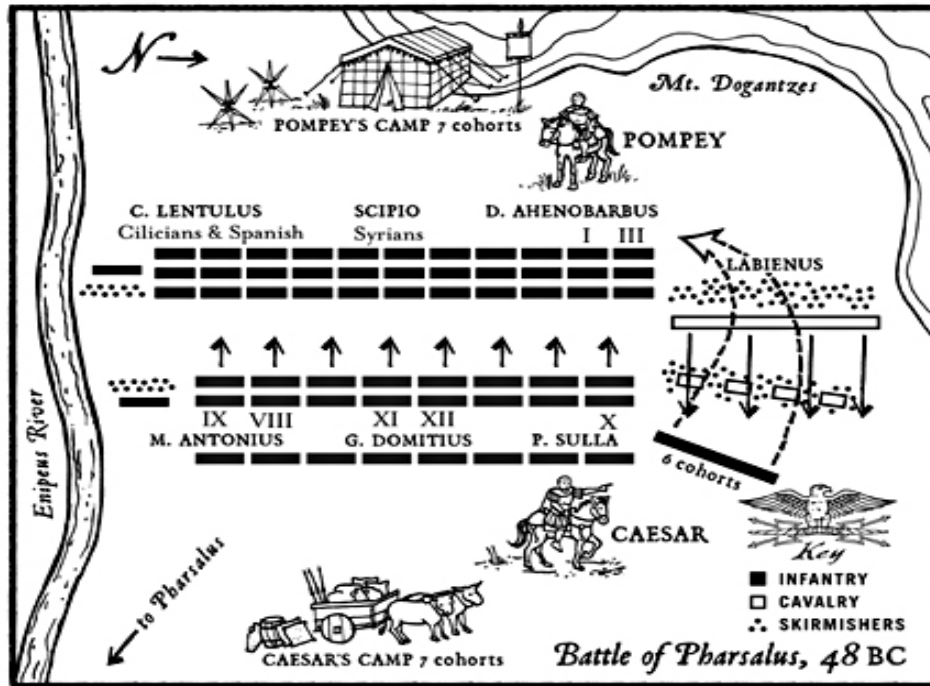 N
Mt. Dogantzes
POMPEY'S CAMP 7 cohorts
POMPEY
C. LENTULUS
Cilicians & Spanish
SCIPIO
Syrians
D. AHENOBARBUS
I III
LABIENUS
IX VIII XI XII X
M. ANTONIUS G. DOMITIUS P. SULLA
6 cohorts
Enipeus River
CAESAR
to Pharsalus
Key
INFANTRY
CAVALRY
SKIRMISHERS
CAESAR'S CAMP 7 cohorts
Battle of Pharsalus, 48 BC